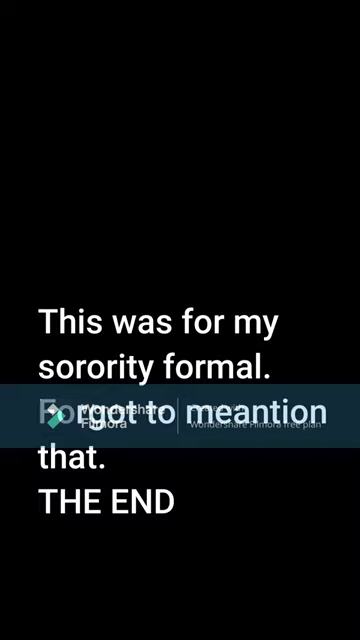 This was for my
sorority formal.
Forgot to meantion
Wondershare
Filmora
Wondershare Filmora free plan
that.
THE END